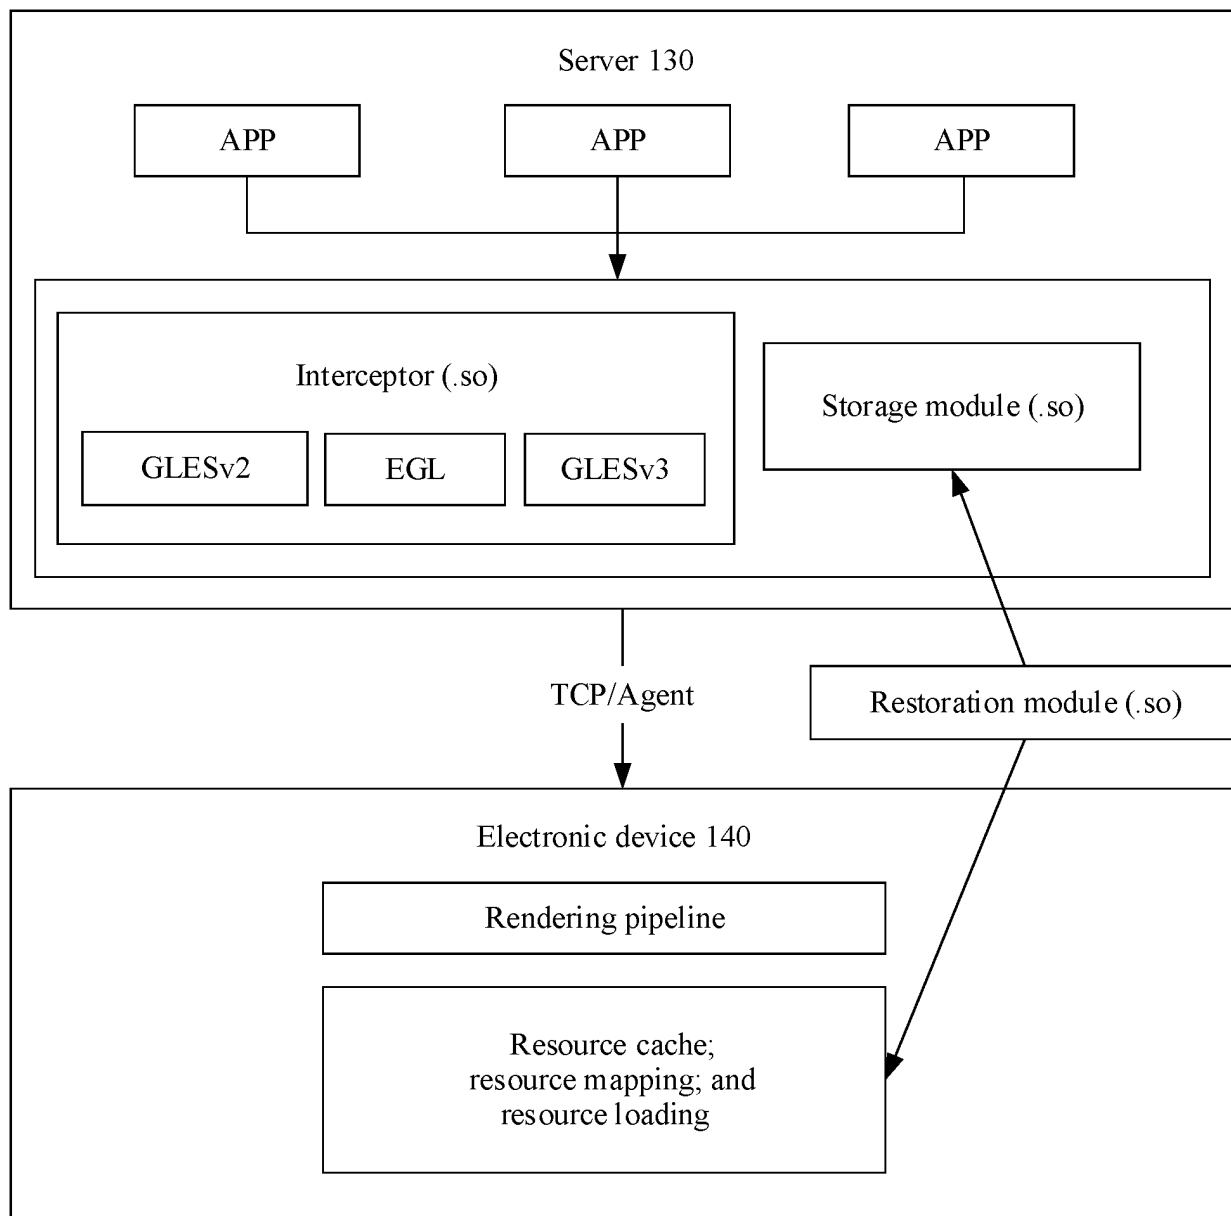 Server 130
APP
APP
APP
Interceptor (.so)
Storage module (.so)
GLESv2
EGL
GLESv3
TCP/Agent
Restoration module (.so)
Electronic device 140
Rendering pipeline
Resource cache;
resource mapping; and
resource loading